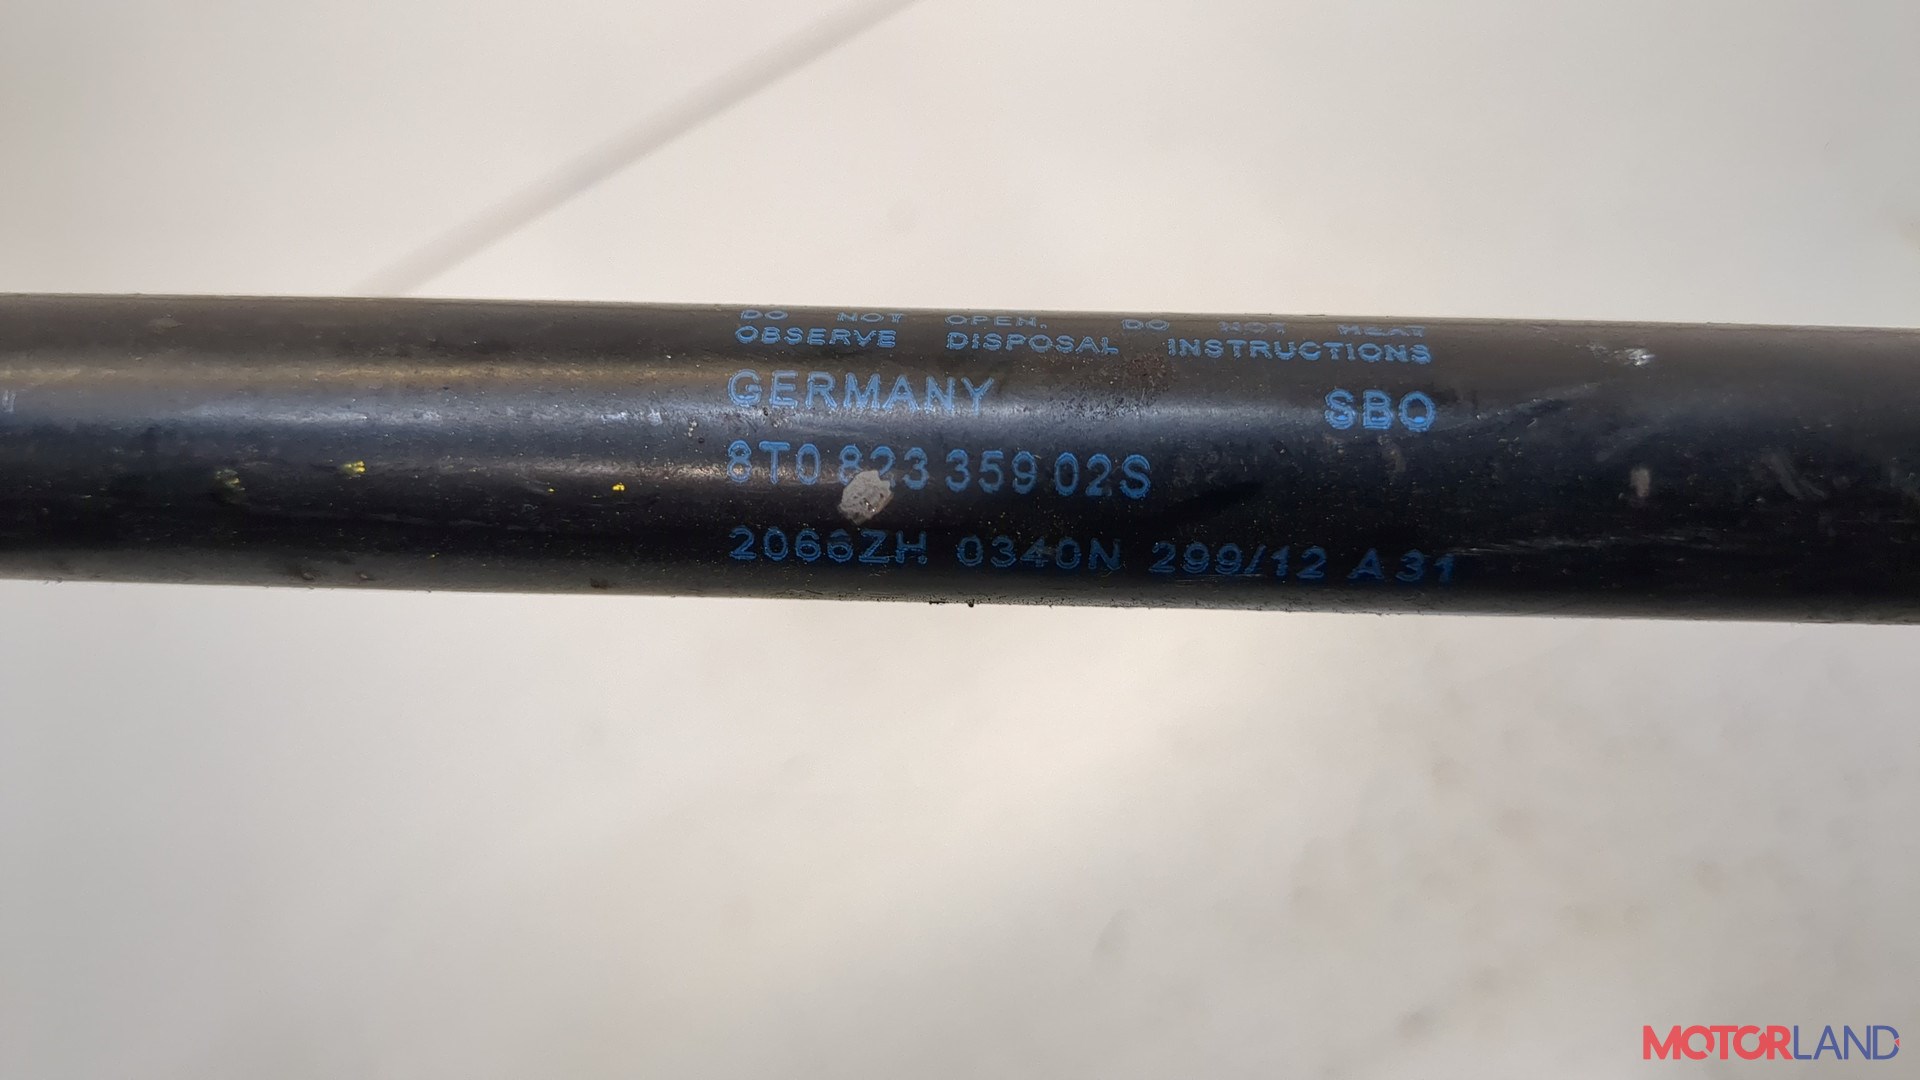 DO NOT OPEN. DO NOT HEAT
OBSERVE DISPOSAL INSTRUCTIONS
GERMANY SBO
8T0 823 359 02S
2066ZH 0340N 299/12 A31
MOTORLAND